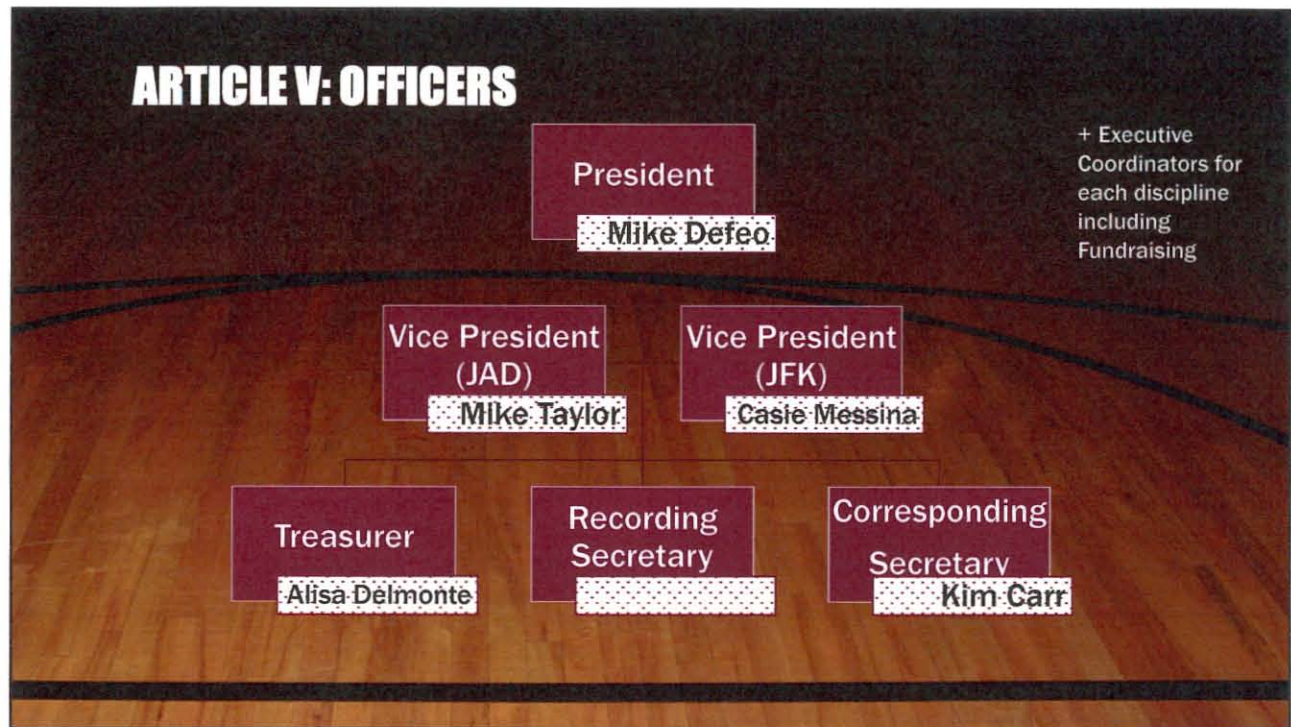 ARTICLE V: OFFICERS
+ Executive
Coordinators for
each discipline
including
Fundraising
President
Mike Defeo
Vice President
(JAD)
Mike Taylor
Vice President
(JFK)
Casie Messina
Treasurer
Alisa Delmonte
Recording
Secretary
Corresponding
Secretary
Kim Carr